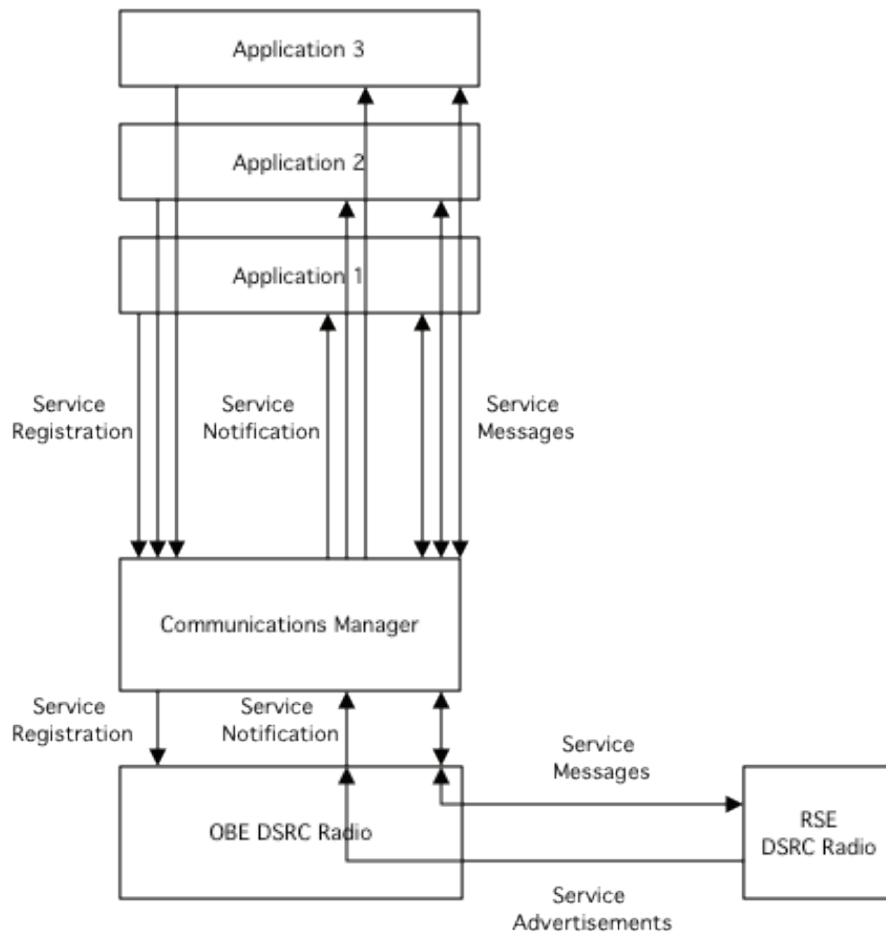 Application 3
Application 2
Application 1
Service
Registration
Service
Notification
Service
Messages
Communications Manager
Service
Registration
Service
Notification
Service
Messages
OBE DSRC Radio
RSE
DSRC Radio
Service
Advertisements